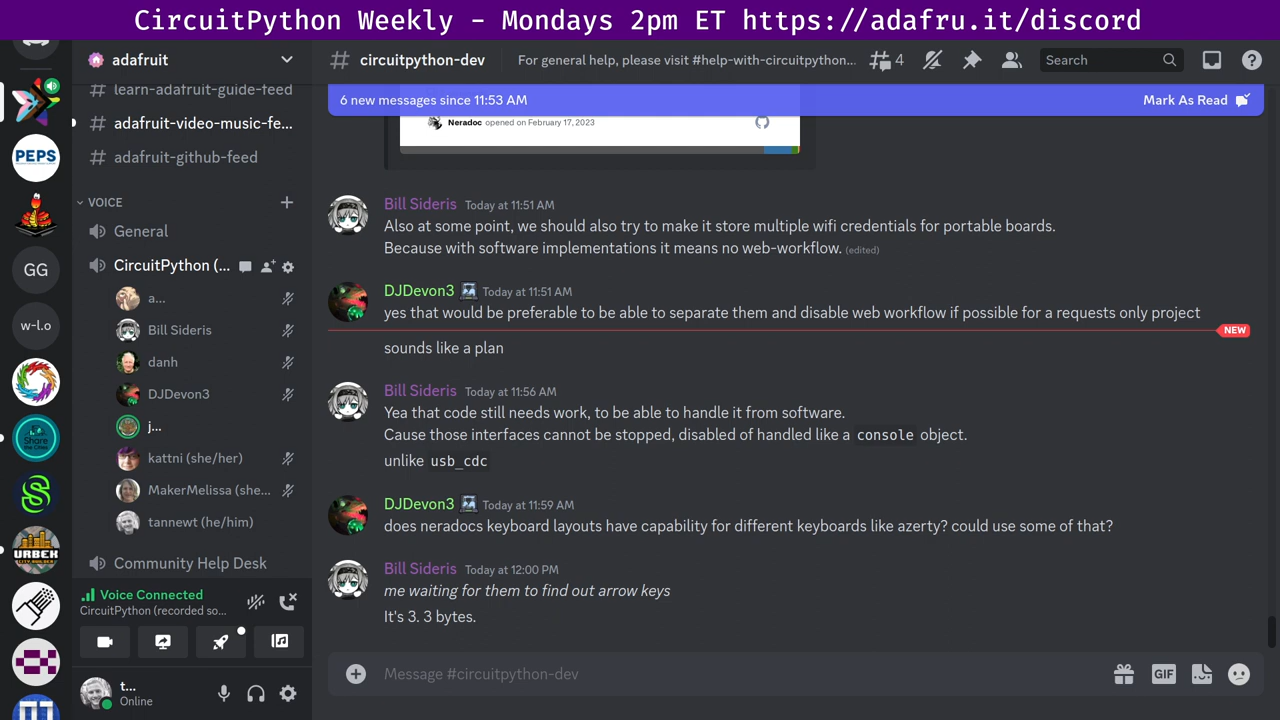 CircuitPython Weekly - Mondays 2pm ET https://adafru.it/discord
adafruit
circuitpython-dev
For general help, please visit #help-with-circuitpython...
4
Search
learn-adafruit-guide-feed
adafruit-video-music-fe...
adafruit-github-feed
6 new messages since 11:53 AM
Mark As Read
Neradoc opened on February 17, 2023
PEPS
GG
w-l.o
Share the Cities
URBEX
CITY BUILDER
VOICE
General
CircuitPython (...
a...
Bill Sideris
danh
DJDevon3
j...
kattni (she/her)
MakerMelissa (she...
tannewt (he/him)
Community Help Desk
Voice Connected
CircuitPython (recorded so...
t...
Online
Bill Sideris Today at 11:51 AM
Also at some point, we should also try to make it store multiple wifi credentials for portable boards.
Because with software implementations it means no web-workflow. (edited)
DJDevon3 Today at 11:51 AM
yes that would be preferable to be able to separate them and disable web workflow if possible for a requests only project
NEW
sounds like a plan
Bill Sideris Today at 11:56 AM
Yea that code still needs work, to be able to handle it from software.
Cause those interfaces cannot be stopped, disabled of handled like a console object.
unlike usb_cdc
DJDevon3 Today at 11:59 AM
does neradocs keyboard layouts have capability for different keyboards like azerty? could use some of that?
Bill Sideris Today at 12:00 PM
me waiting for them to find out arrow keys
It's 3. 3 bytes.
Message #circuitpython-dev
GIF